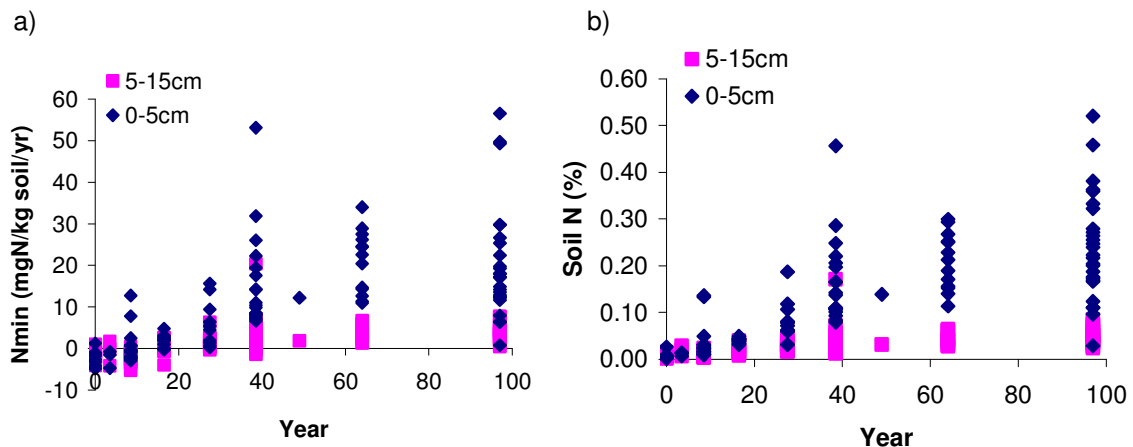 a)
5-15cm
0-5cm
60
50
40
30
20
10
0
-10
0 20 40 60 80 100
Nmin (mgN/kg soil/yr)
Year
b)
5-15cm
0-5cm
0.60
0.50
0.40
0.30
0.20
0.10
0.00
0 20 40 60 80 100
Soil N (%)
Year